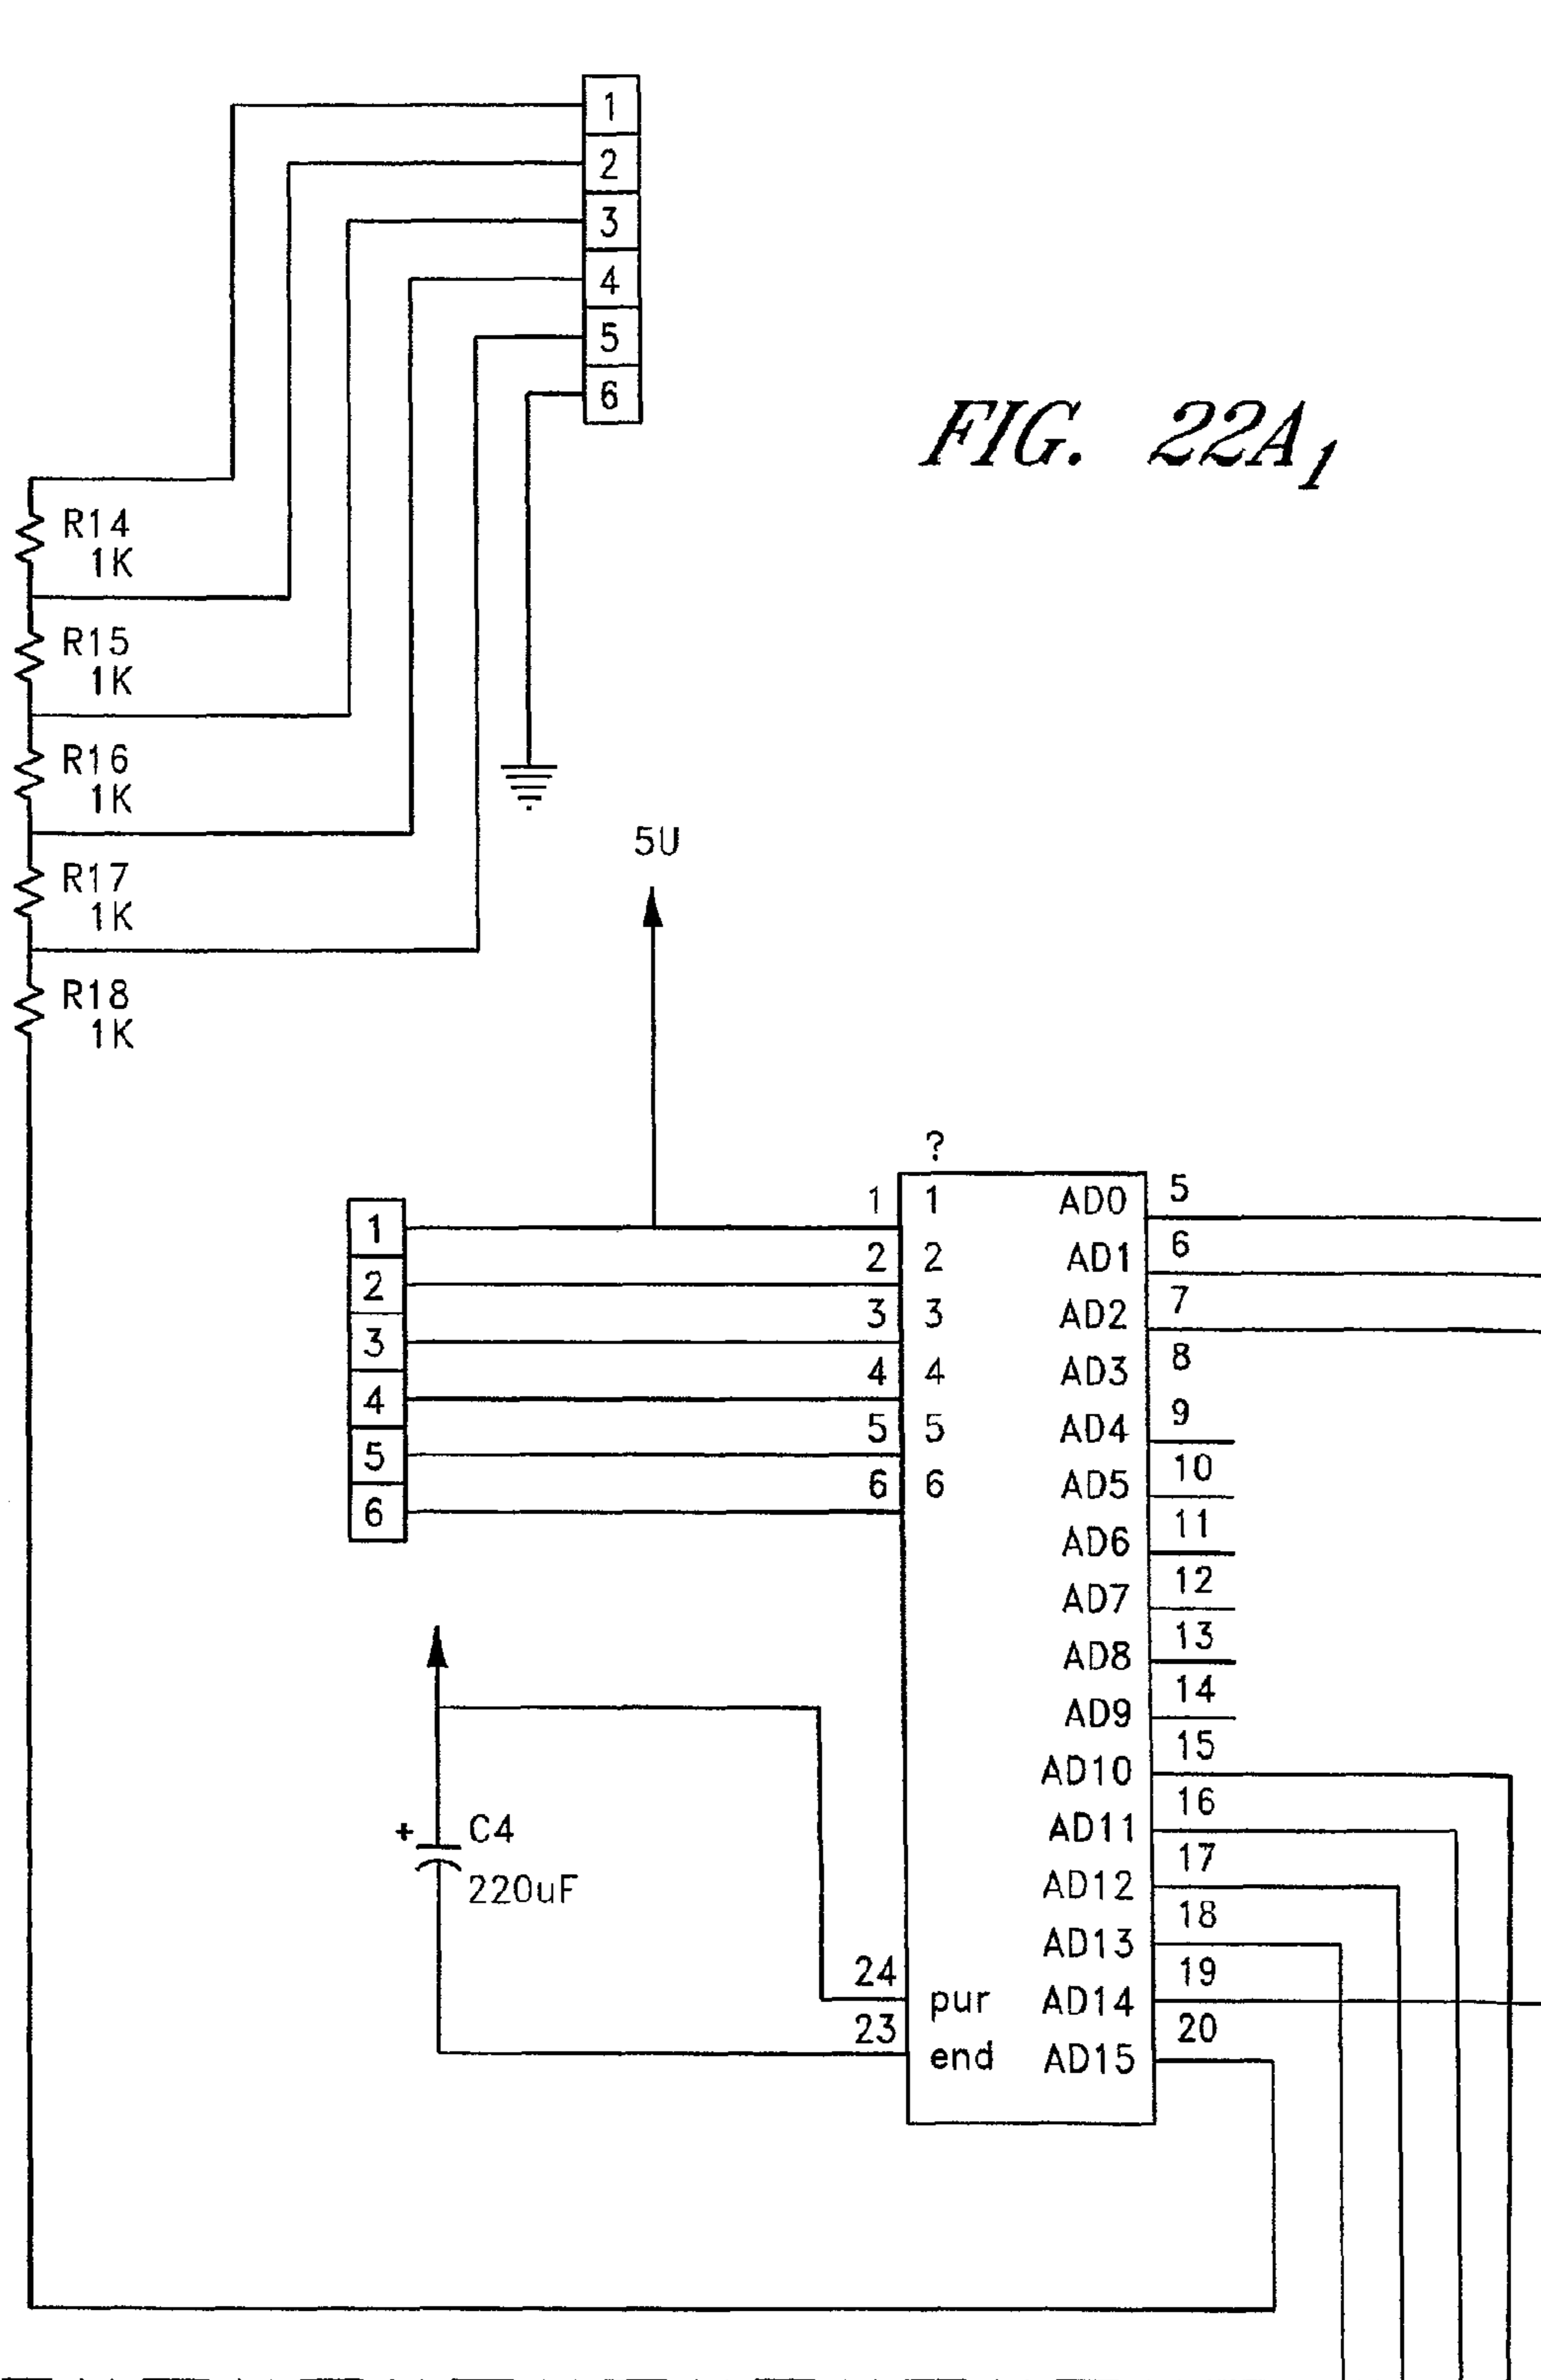 1
2
3
4
5
6
FIG. 22A1
R14
1K
R15
1K
R16
1K
R17
1K
R18
1K
5U
?
1
2
3
4
5
6
1 1 AD0 5
2 2 AD1 6
3 3 AD2 7
4 4 AD3 8
5 5 AD4 9
6 6 AD5 10
AD6 11
AD7 12
AD8 13
AD9 14
AD10 15
AD11 16
AD12 17
AD13 18
24 pur AD14 19
23 end AD15 20
+ C4
220uF